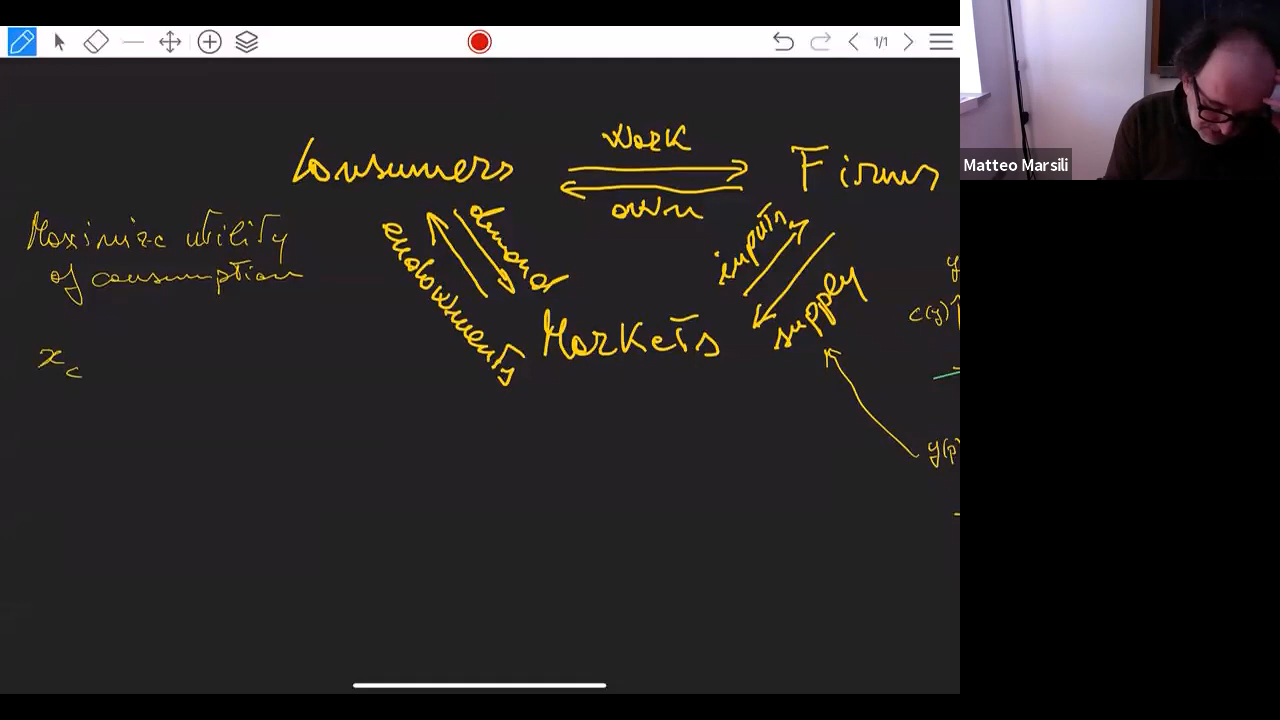 1/1
Matteo Marsili
work
Consumers
Firms
own
Maximize utility
of consumption
demand
endowments
inputs
supply
Markets
y
c(y)
x_c
y(p)